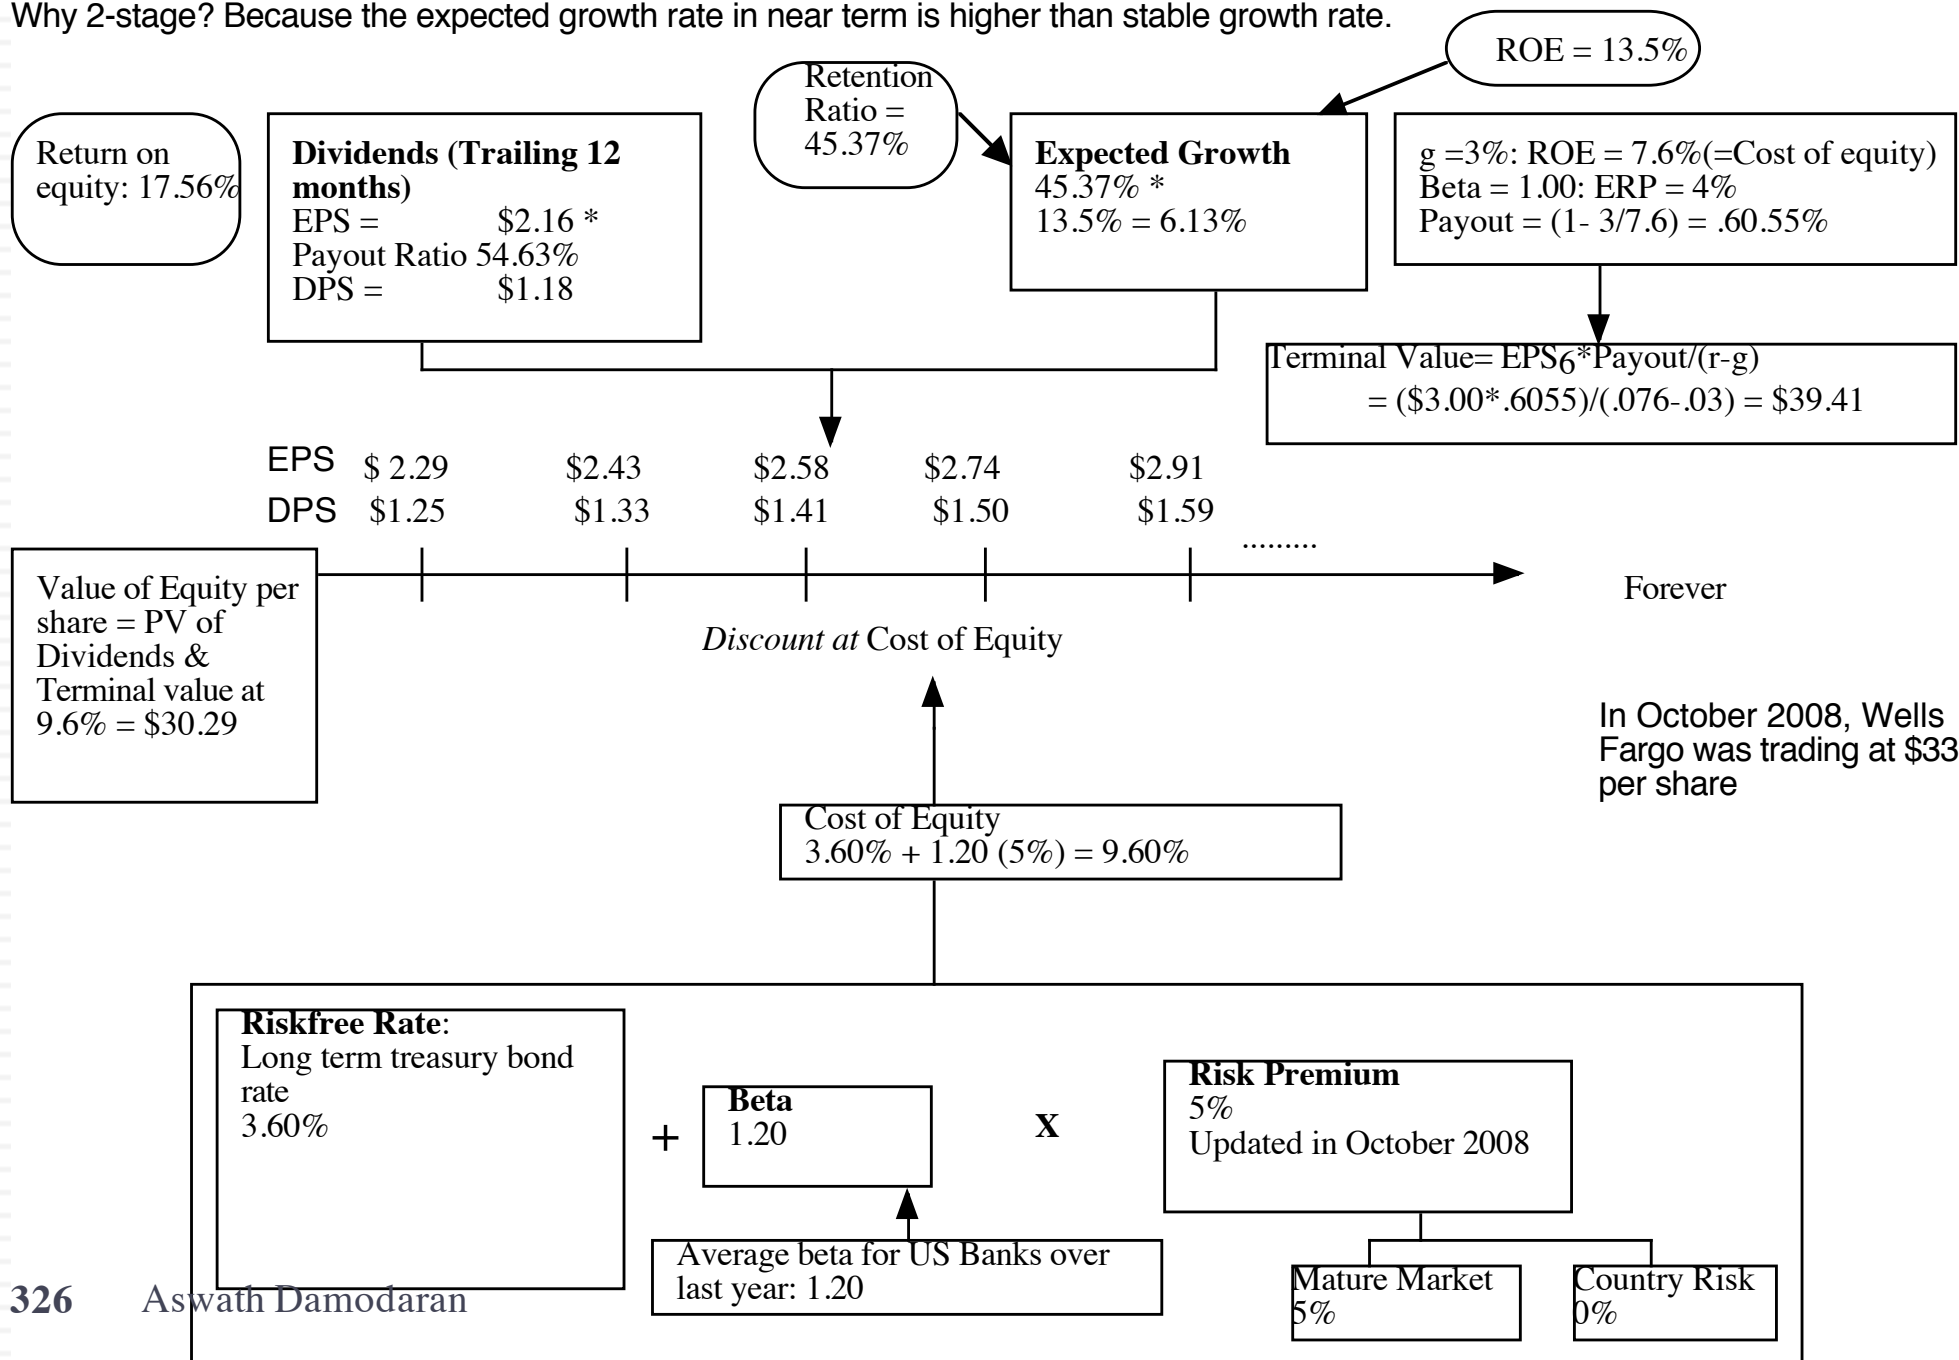 Why 2-stage? Because the expected growth rate in near term is higher than stable growth rate.
ROE = 13.5%
Retention
Ratio =
45.37%
Return on
equity: 17.56%
Dividends (Trailing 12
months)
EPS = $2.16 *
Payout Ratio 54.63%
DPS = $1.18
Expected Growth
45.37% *
13.5% = 6.13%
g =3%: ROE = 7.6%(=Cost of equity)
Beta = 1.00: ERP = 4%
Payout = (1- 3/7.6) = .60.55%
Terminal Value= EPS6*Payout/(r-g)
= ($3.00*.6055)/(.076-.03) = $39.41
EPS $ 2.29 $2.43 $2.58 $2.74 $2.91
DPS $1.25 $1.33 $1.41 $1.50 $1.59
.........
Forever
Value of Equity per
share = PV of
Dividends &
Terminal value at
9.6% = $30.29
Discount at Cost of Equity
In October 2008, Wells
Fargo was trading at $33
per share
Cost of Equity
3.60% + 1.20 (5%) = 9.60%
Riskfree Rate:
Long term treasury bond
rate
3.60%
+
Beta
1.20
X
Risk Premium
5%
Updated in October 2008
Average beta for US Banks over
last year: 1.20
Mature Market
5%
Country Risk
0%
326 Aswath Damodaran